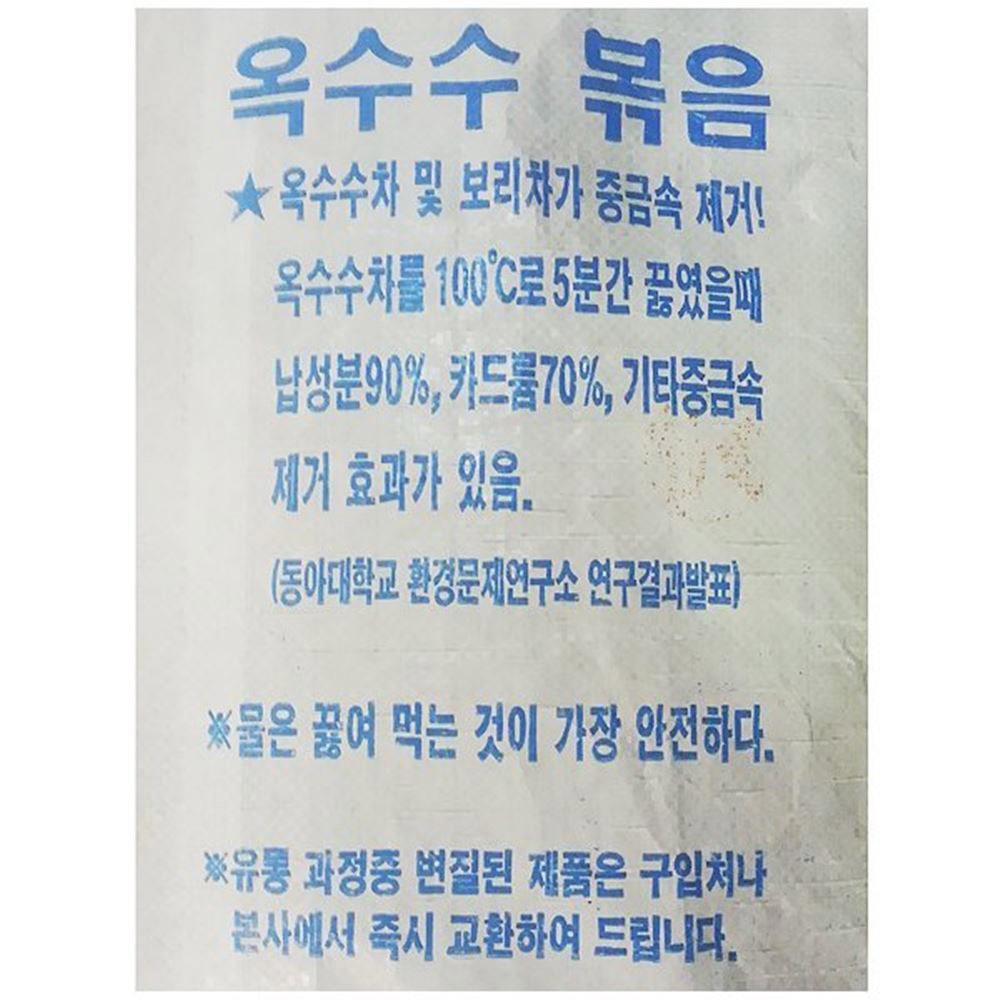 옥수수 볶음
★옥수수차 및 보리차가 중금속 제거!
옥수수차를 100℃로 5분간 끓였을때
납성분90%, 카드륨70%, 기타중금속
제거 효과가 있음.
(동아대학교 환경문제연구소 연구결과발표)
※물은 끓여 먹는 것이 가장 안전하다.
※유통 과정중 변질된 제품은 구입처나
본사에서 즉시 교환하여 드립니다.